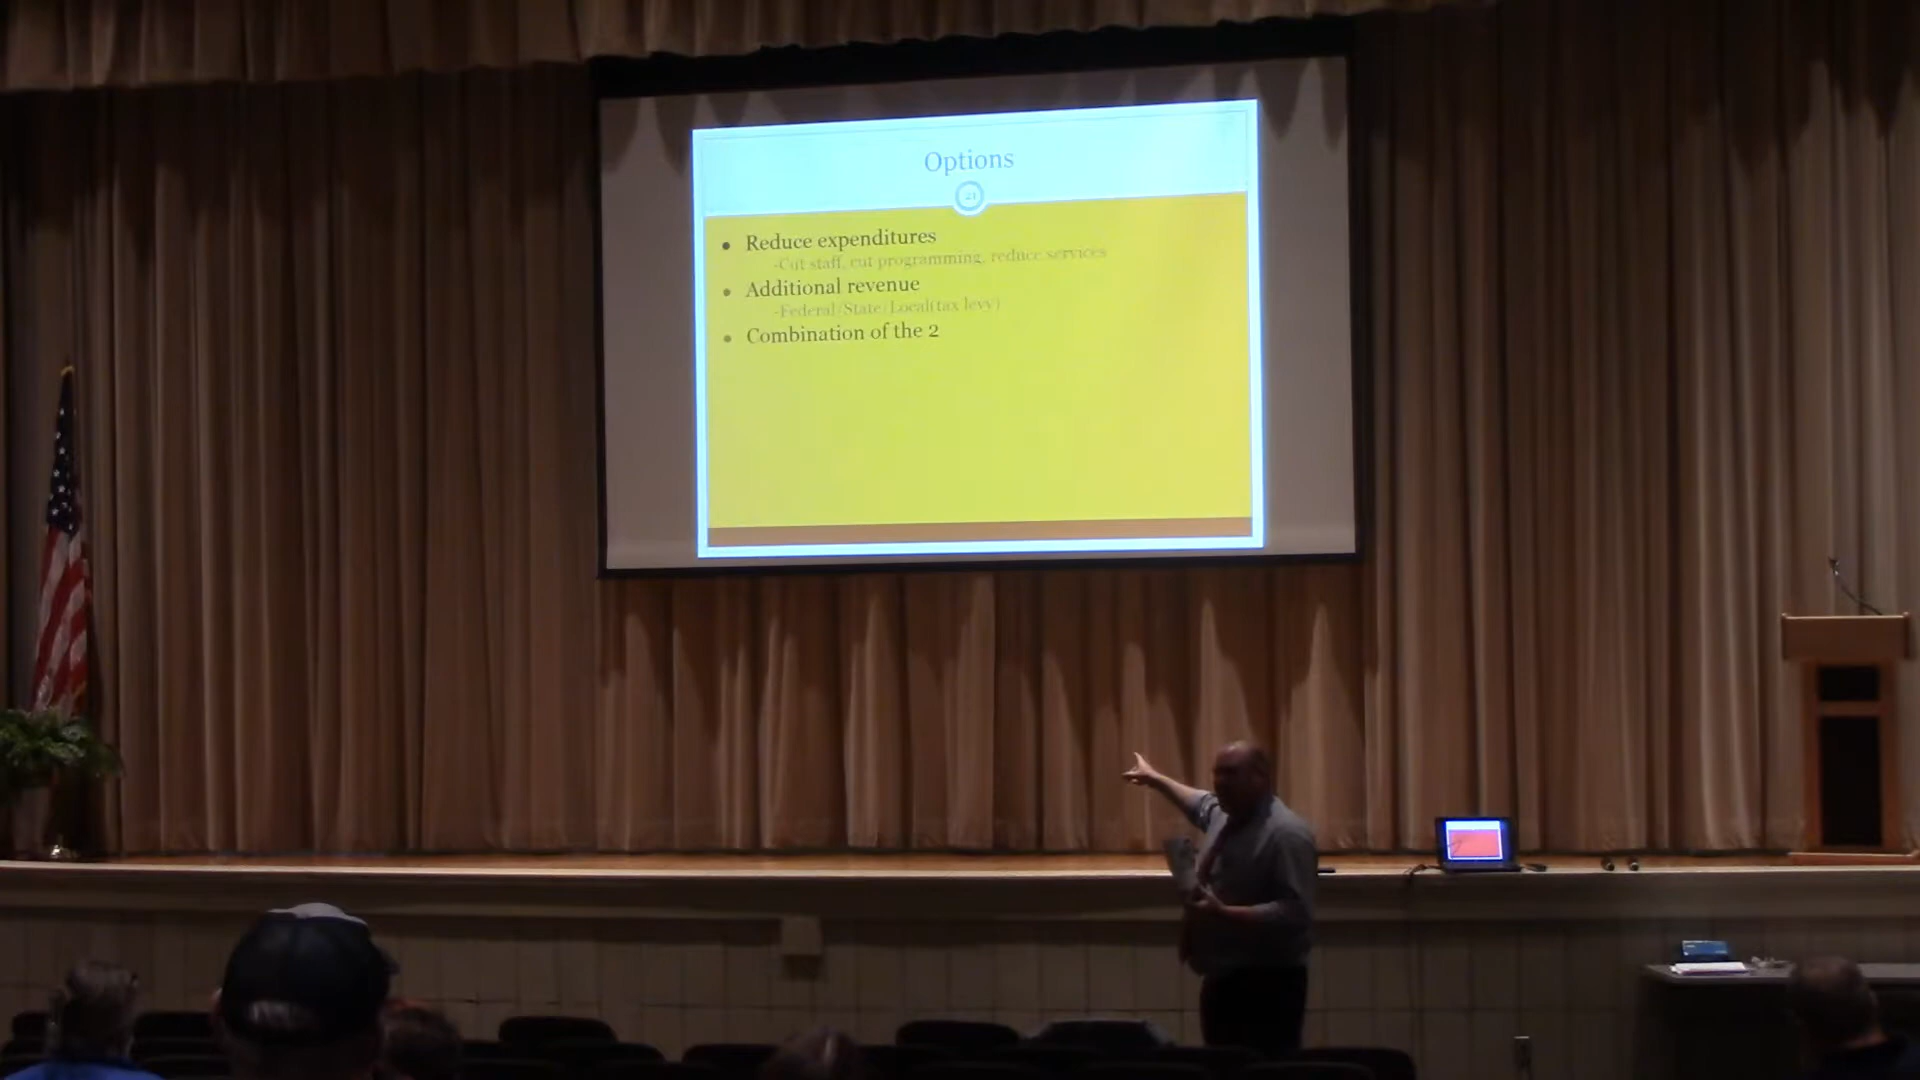 Options
21
• Reduce expenditures
-Cut staff, cut programming, reduce services
• Additional revenue
-Federal/State/Local(tax levy)
• Combination of the 2